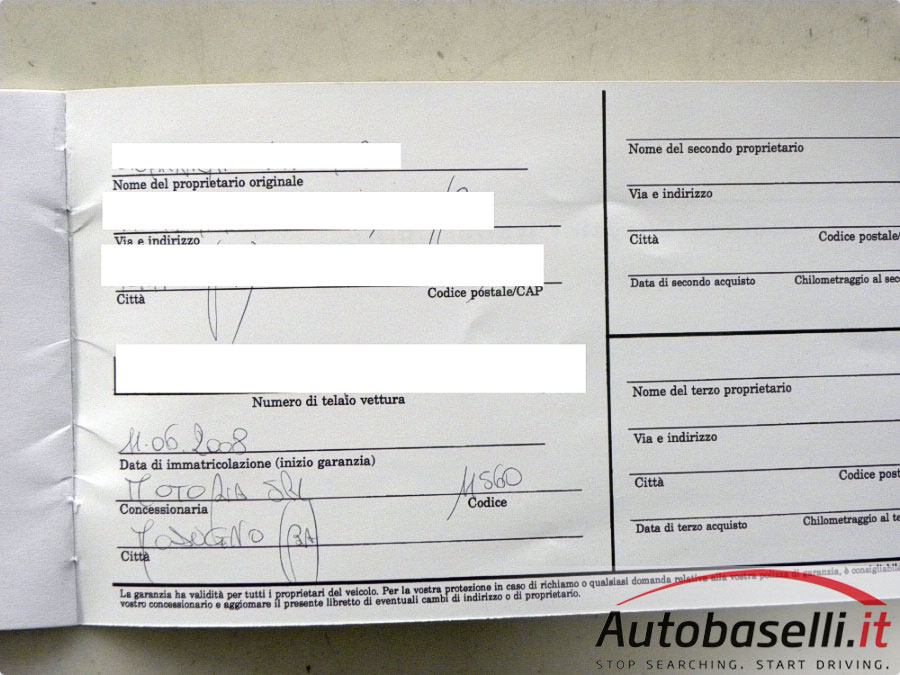 Nome del proprietario originale
Via e indirizzo
Città Codice postale/CAP
Numero di telaio vettura
11.06.2008
Data di immatricolazione (inizio garanzia)
MOTORIA SRL 11560
Concessionaria Codice
MODUGNO (BA)
Città
La garanzia ha validità per tutti i proprietari del veicolo. Per la vostra protezione in caso di richiamo o qualsiasi domanda relativa alla vostra polizza di garanzia, è consigliabile
vostro concessionario e aggiornare il presente libretto di eventuali cambi di indirizzo o di proprietario.
Nome del secondo proprietario
Via e indirizzo
Città Codice postale/
Data di secondo acquisto Chilometraggio al sec
Nome del terzo proprietario
Via e indirizzo
Città Codice post
Data di terzo acquisto Chilometraggio al te
Autobaselli.it
STOP SEARCHING. START DRIVING.